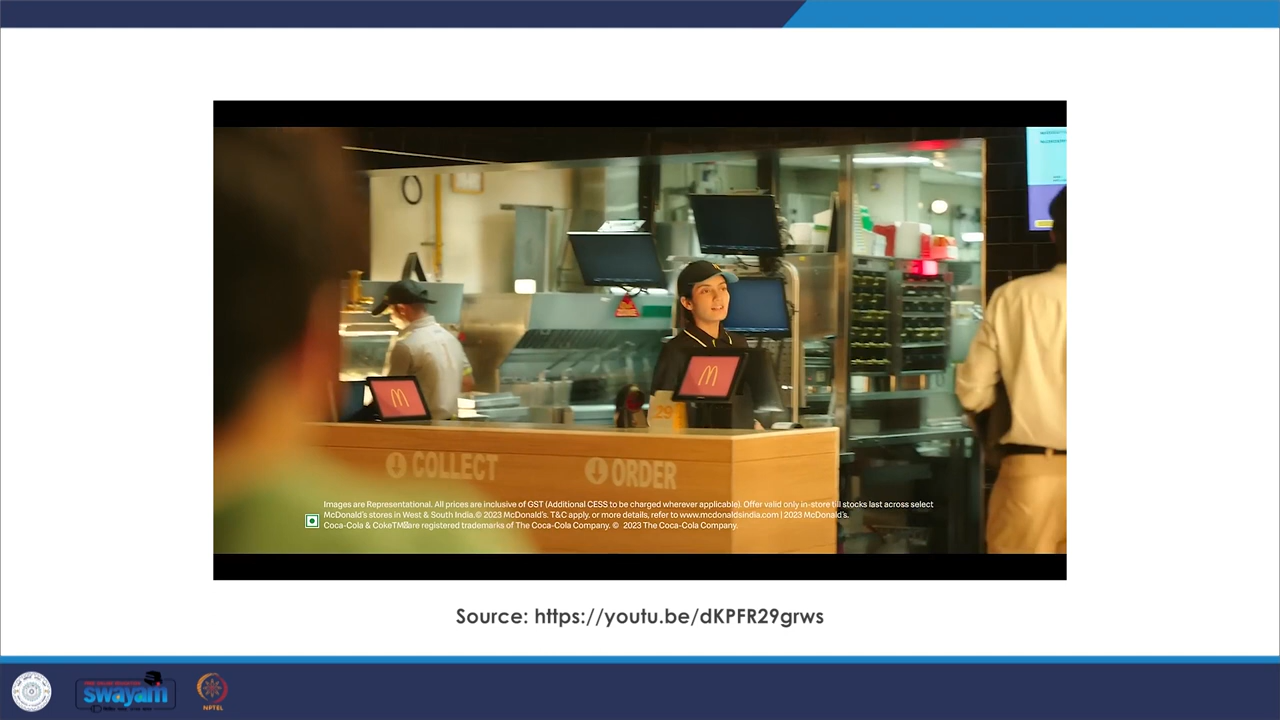 29
COLLECT
ORDER
Images are Representational. All prices are inclusive of GST (Additional CESS to be charged wherever applicable). Offer valid only in-store till stocks last across select
McDonald's stores in West & South India.© 2023 McDonald's. T&C apply. or more details, refer to www.mcdonaldsindia.com | 2023 McDonald's.
Coca-Cola & CokeTM are registered trademarks of The Coca-Cola Company. © 2023 The Coca-Cola Company.
Source: https://youtu.be/dKPFR29grws
swayam
NPTEL